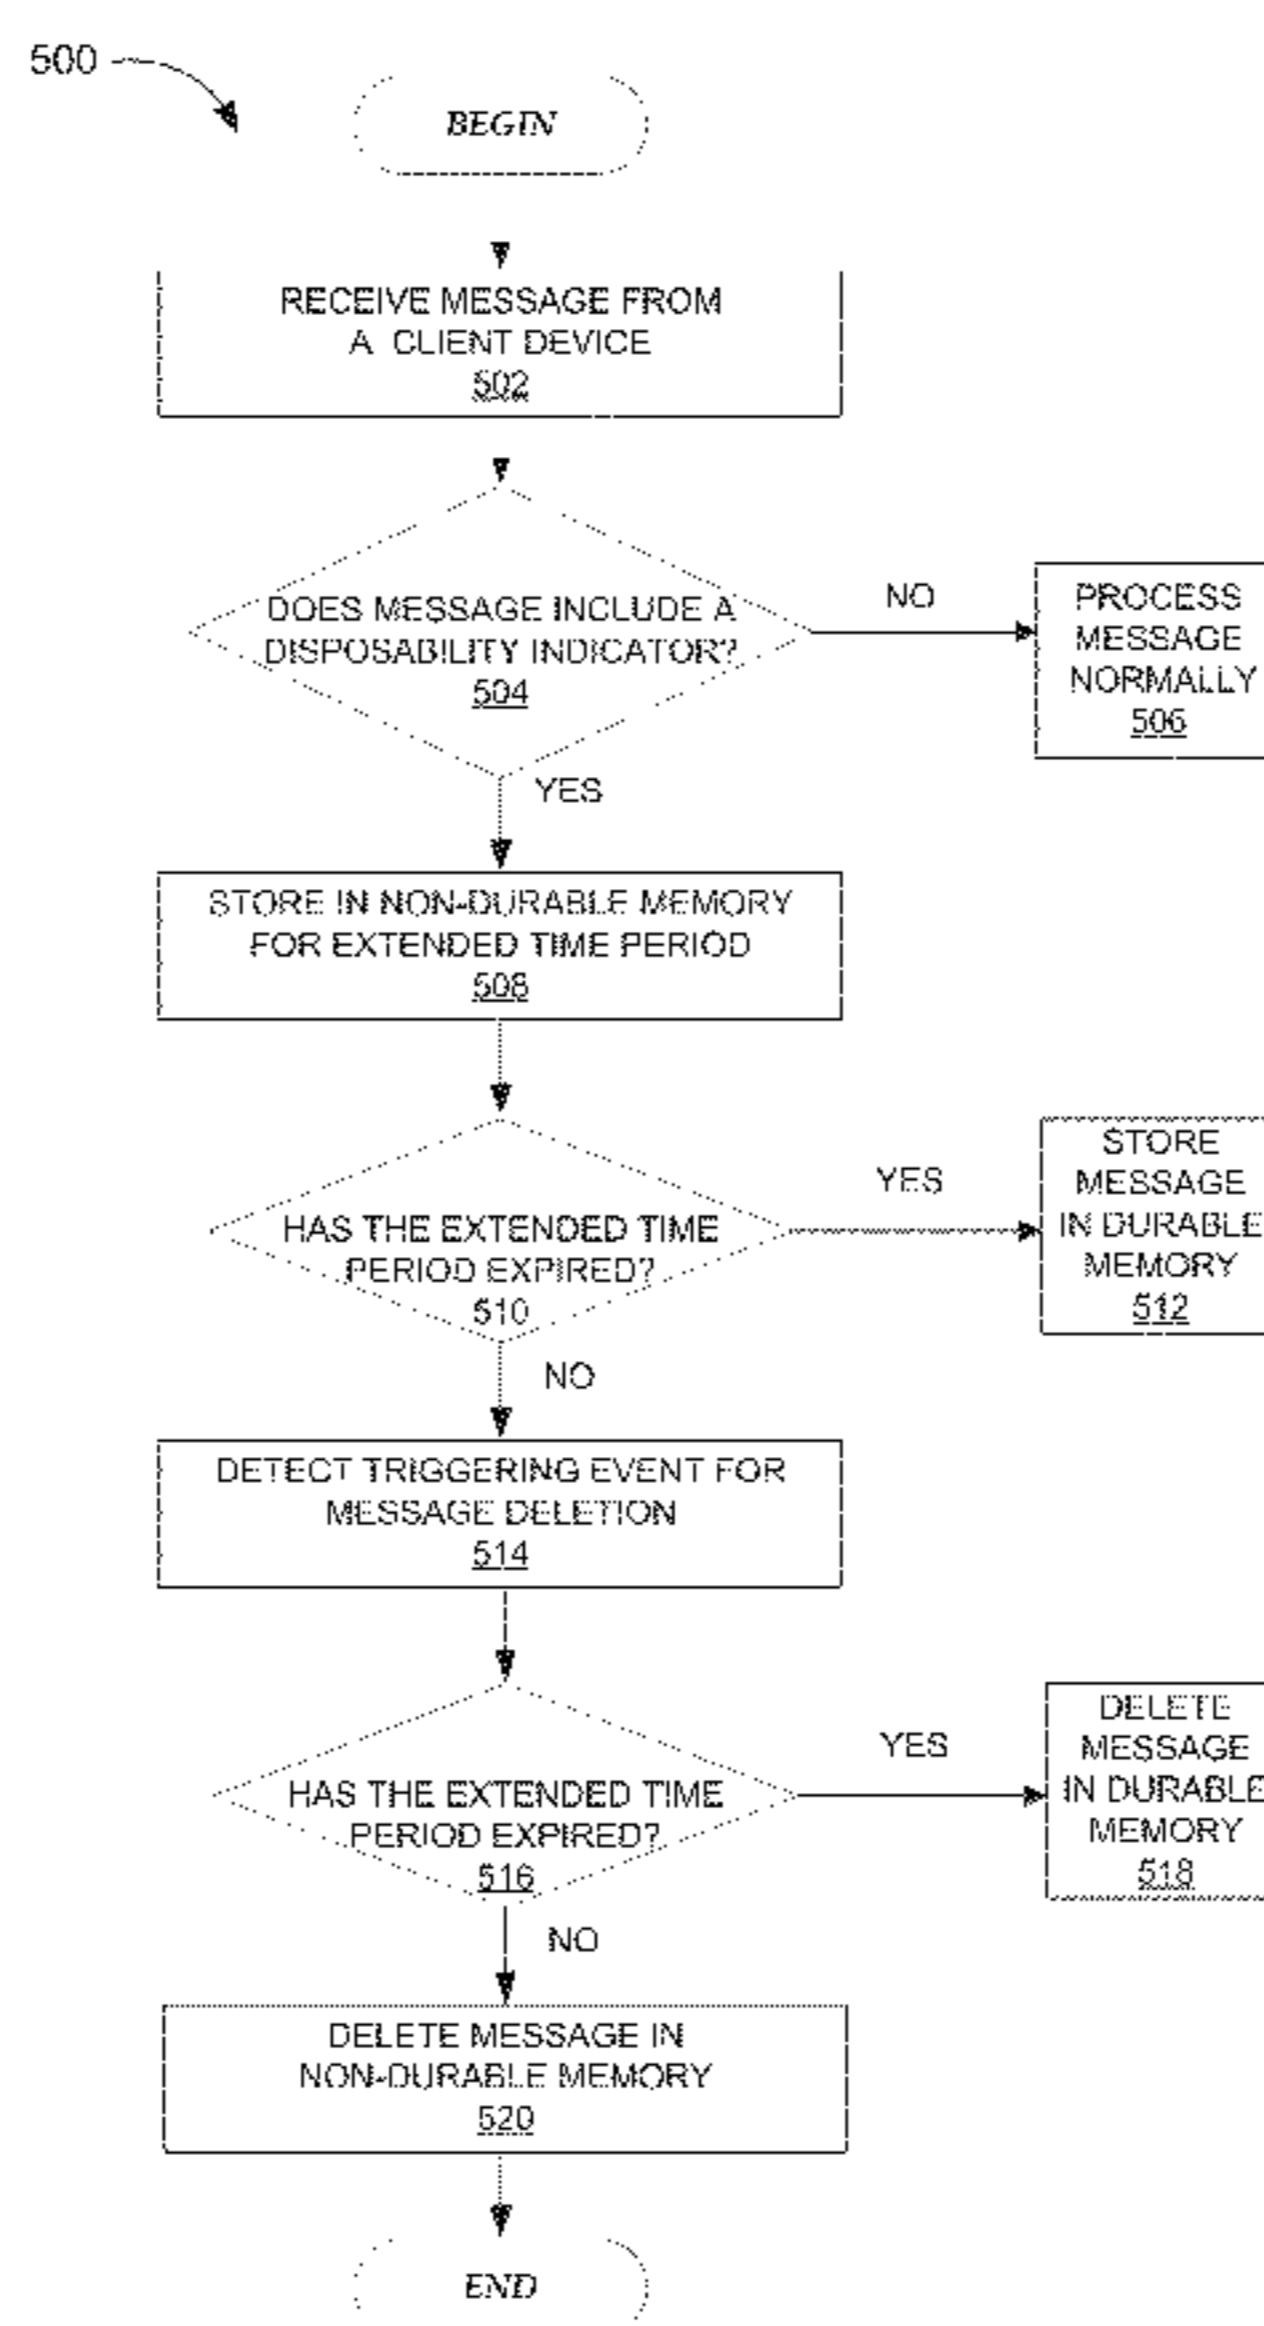 500
BEGIN
RECEIVE MESSAGE FROM
A CLIENT DEVICE
502
DOES MESSAGE INCLUDE A
DISPOSABILITY INDICATOR?
504
NO
PROCESS
MESSAGE
NORMALLY
506
YES
STORE IN NON-DURABLE MEMORY
FOR EXTENDED TIME PERIOD
508
HAS THE EXTENDED TIME
PERIOD EXPIRED?
510
YES
STORE
MESSAGE
IN DURABLE
MEMORY
512
NO
DETECT TRIGGERING EVENT FOR
MESSAGE DELETION
514
HAS THE EXTENDED TIME
PERIOD EXPIRED?
516
YES
DELETE
MESSAGE
IN DURABLE
MEMORY
518
NO
DELETE MESSAGE IN
NON-DURABLE MEMORY
520
END